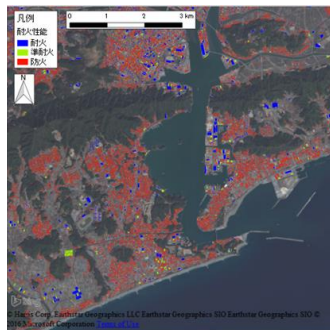 凡例
耐火性能
耐火
準耐火
防火
N
0 1 2 3 km
© Harris Corp, Earthstar Geographics LLC Earthstar Geographics SIO Earthstar Geographics SIO ©
2016 Microsoft Corporation Terms of Use